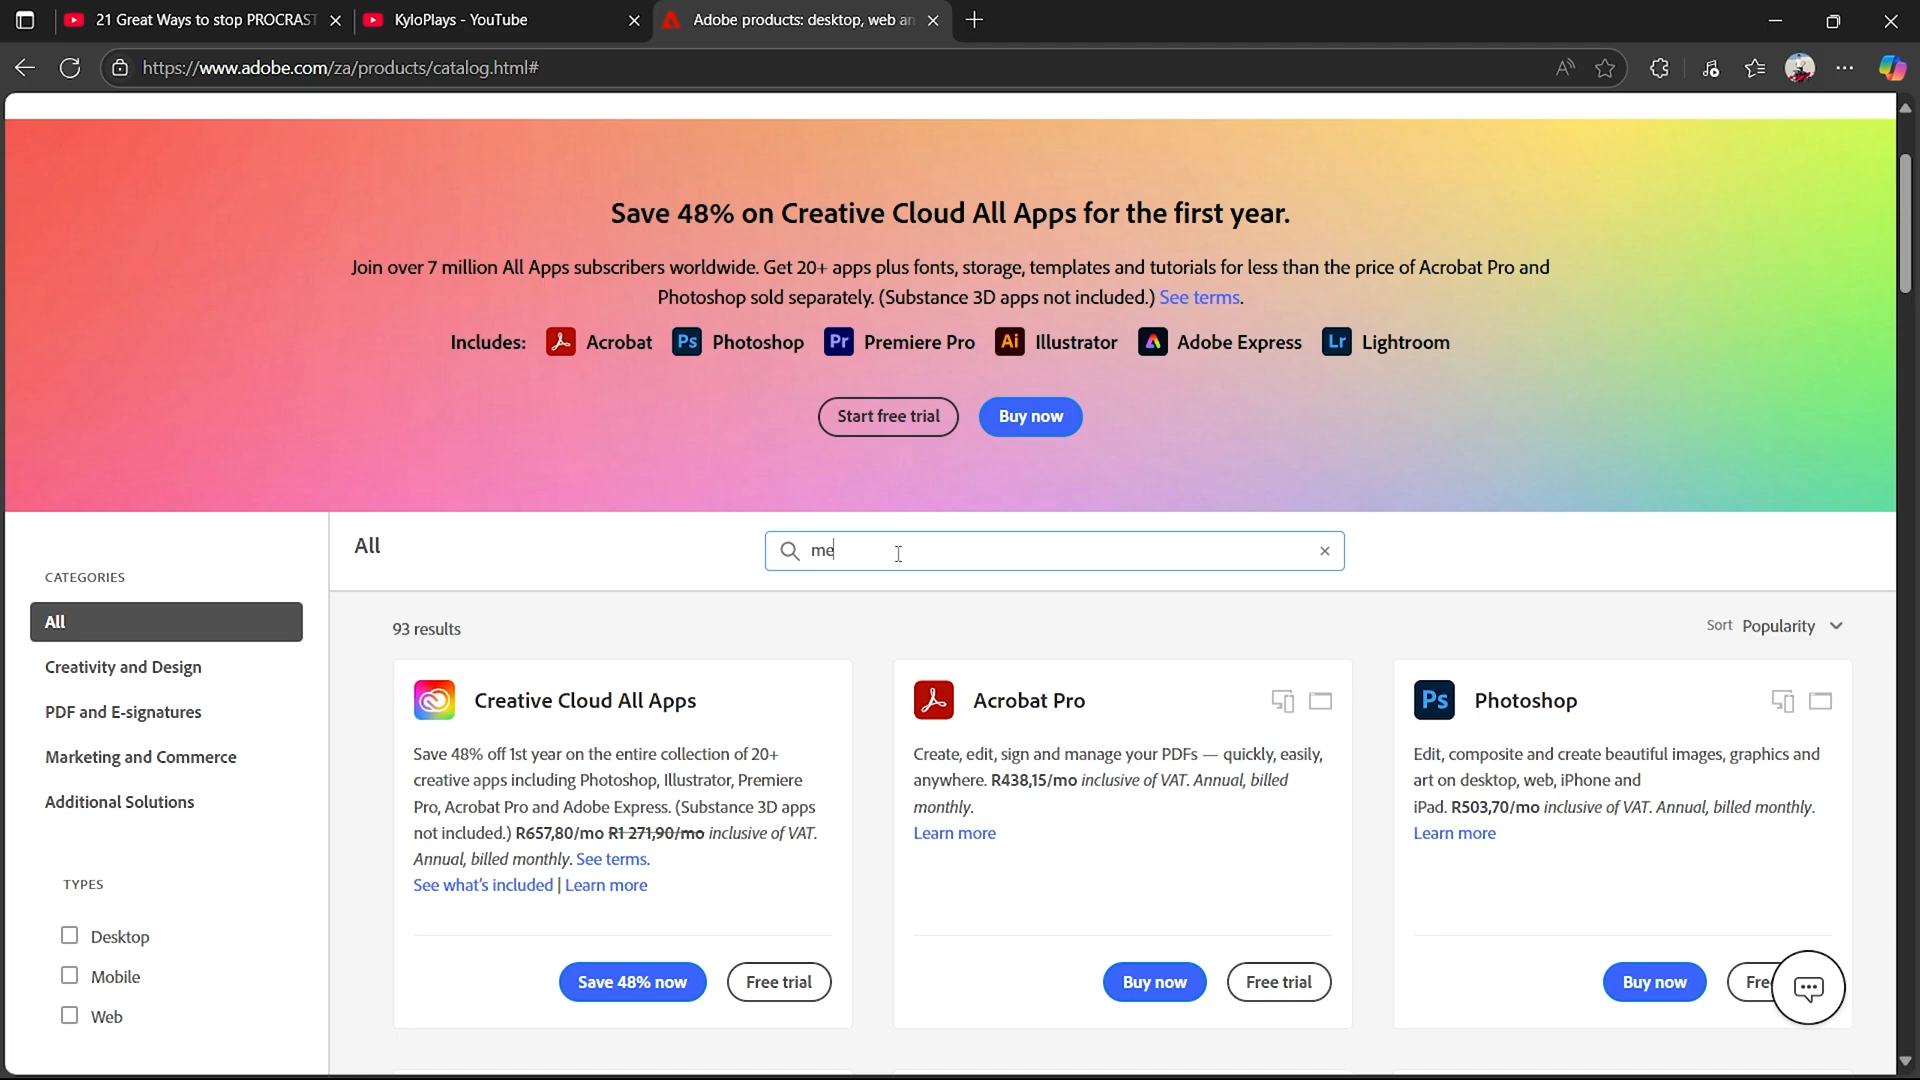 21 Great Ways to stop PROCRAST
KyloPlays - YouTube
Adobe products: desktop, web an
https://www.adobe.com/za/products/catalog.html#
Save 48% on Creative Cloud All Apps for the first year.
Join over 7 million All Apps subscribers worldwide. Get 20+ apps plus fonts, storage, templates and tutorials for less than the price of Acrobat Pro and
Photoshop sold separately. (Substance 3D apps not included.) See terms.
Includes: Acrobat Ps Photoshop Pr Premiere Pro Ai Illustrator Adobe Express Lr Lightroom
Start free trial Buy now
All
me
CATEGORIES
All
Creativity and Design
PDF and E-signatures
Marketing and Commerce
Additional Solutions
TYPES
Desktop
Mobile
Web
93 results
Sort Popularity
Creative Cloud All Apps
Save 48% off 1st year on the entire collection of 20+
creative apps including Photoshop, Illustrator, Premiere
Pro, Acrobat Pro and Adobe Express. (Substance 3D apps
not included.) R657,80/mo R1 271,90/mo inclusive of VAT.
Annual, billed monthly. See terms.
See what's included | Learn more
Save 48% now Free trial
Acrobat Pro
Create, edit, sign and manage your PDFs — quickly, easily,
anywhere. R438,15/mo inclusive of VAT. Annual, billed
monthly.
Learn more
Buy now Free trial
Ps Photoshop
Edit, composite and create beautiful images, graphics and
art on desktop, web, iPhone and
iPad. R503,70/mo inclusive of VAT. Annual, billed monthly.
Learn more
Buy now Fre